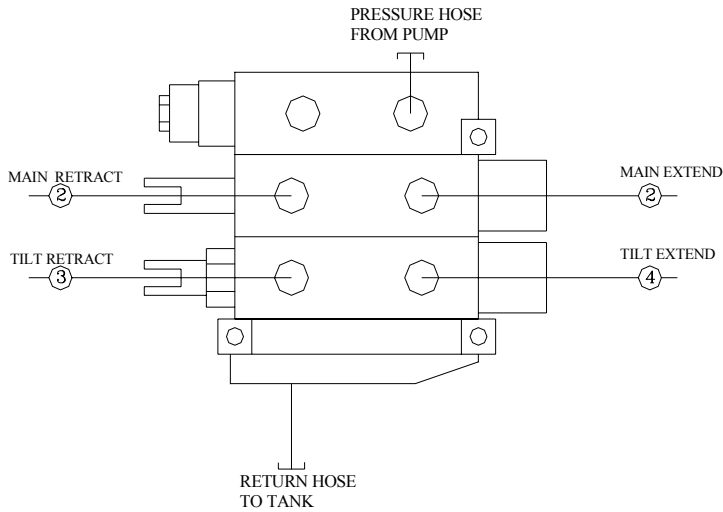 PRESSURE HOSE
FROM PUMP
MAIN RETRACT
2
MAIN EXTEND
2
TILT RETRACT
3
TILT EXTEND
4
RETURN HOSE
TO TANK